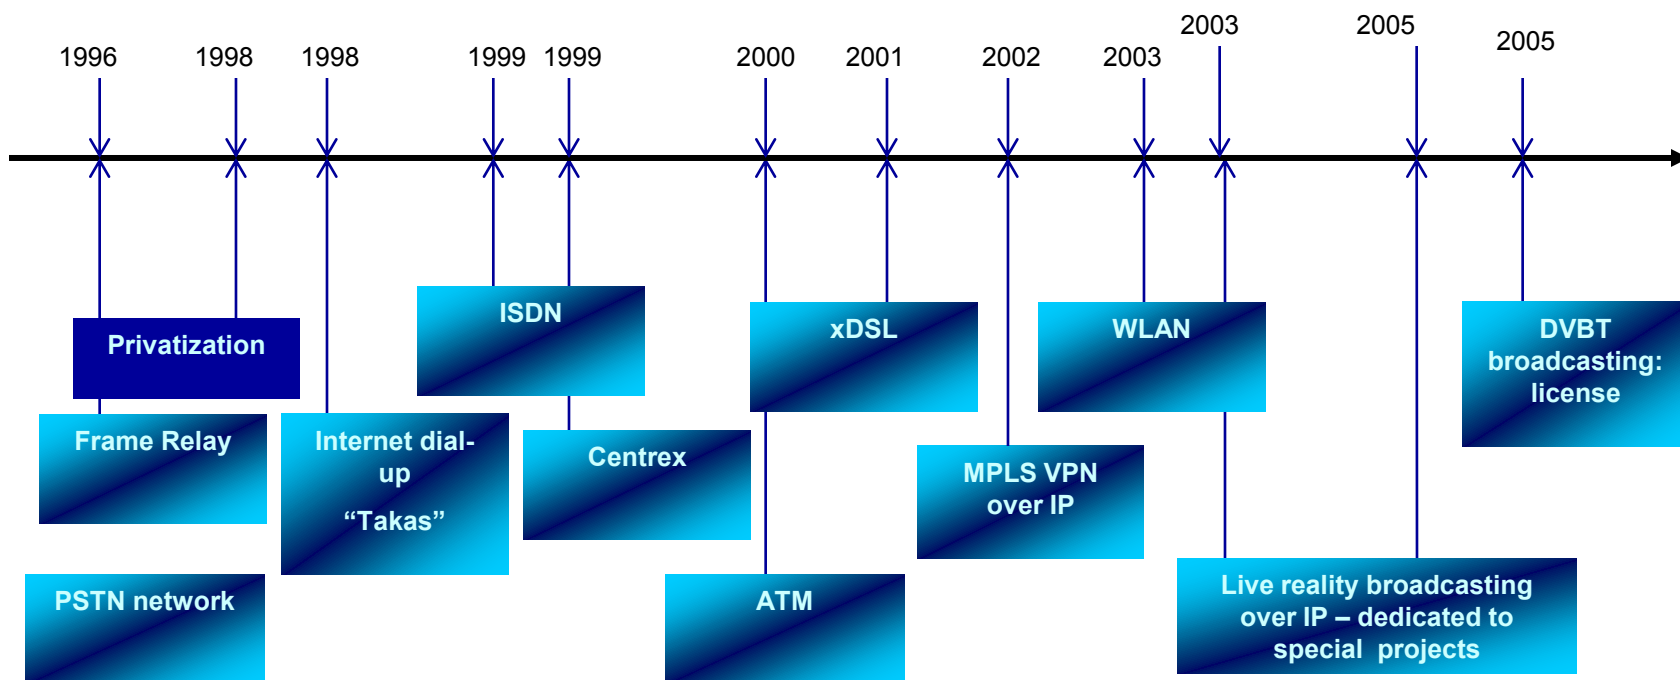 1996
1998
1998
1999
1999
2000
2001
2002
2003
2003
2005
2005
Privatization
Frame Relay
PSTN network
Internet dial-
up
“Takas”
ISDN
Centrex
ATM
xDSL
MPLS VPN
over IP
WLAN
Live reality broadcasting
over IP – dedicated to
special projects
DVBT
broadcasting:
license